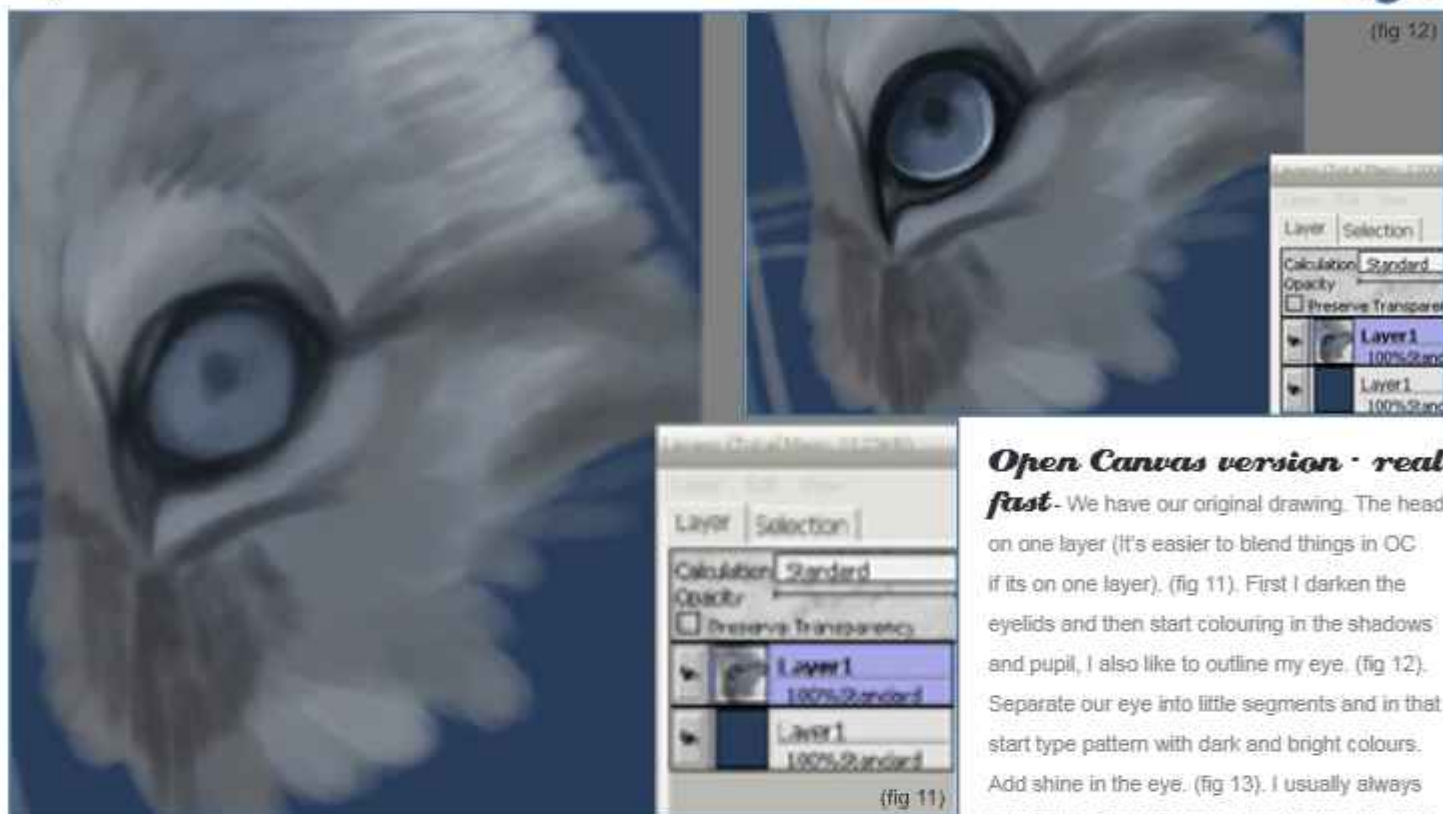 (fig 12)
Layer Selection
Calculation Standard
Opacity
Layer1
Layer1
Layer Selection
Calculation Standard
Opacity
Preserve Transparency
Layer1
100% Standard
Layer1
100% Standard
(fig 11)
Open Canvas version - real
fast - We have our original drawing. The head
on one layer (It's easier to blend things in OC
if its on one layer). (fig 11). First I darken the
eyelids and then start colouring in the shadows
and pupil, I also like to outline my eye. (fig 12).
Separate our eye into little segments and in that
start type pattern with dark and bright colours.
Add shine in the eye. (fig 13). I usually always